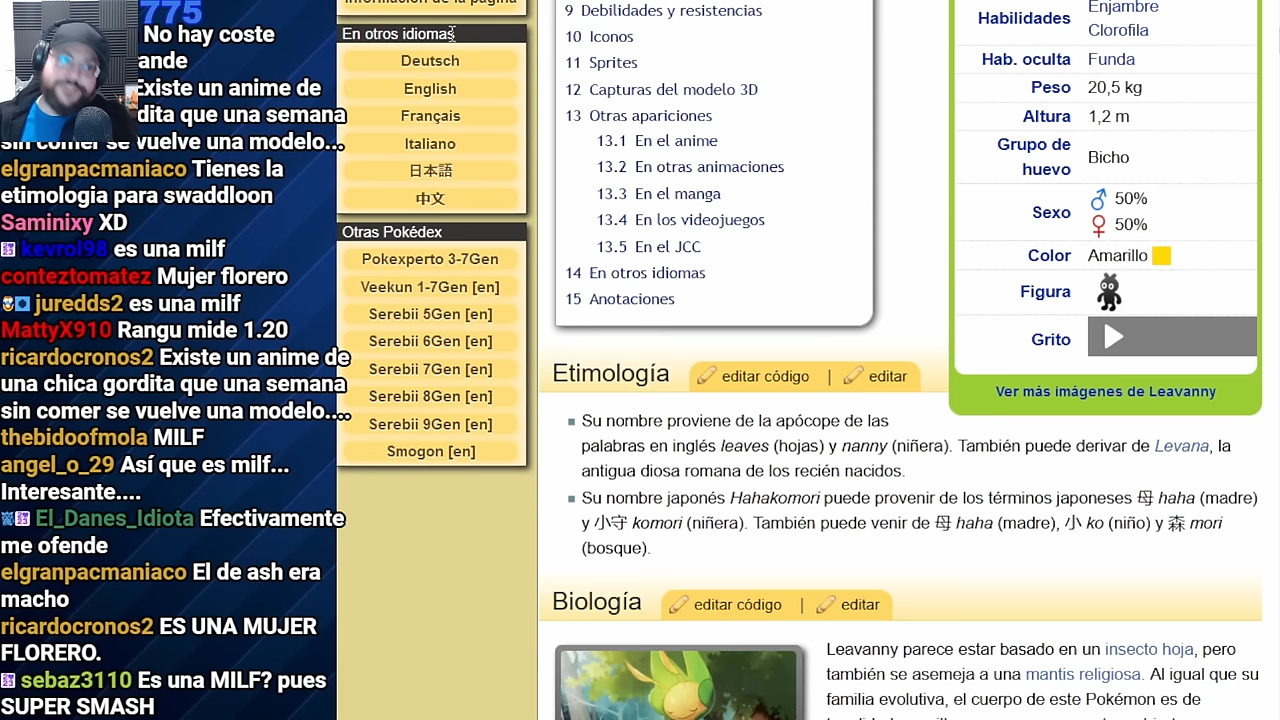 775
No hay coste
ande
Existe un anime de
dita que una semana
sin comer se vuelve una modelo...
elgranpacmaniaco Tienes la
etimologia para swaddloon
Saminixy XD
kevrol98 es una milf
conteztomatez Mujer florero
juredds2 es una milf
MattyX910 Rangu mide 1.20
ricardocronos2 Existe un anime de
una chica gordita que una semana
sin comer se vuelve una modelo....
thebidoofmola MILF
angel_o_29 Así que es milf...
Interesante....
El_Danes_Idiota Efectivamente
me ofende
elgranpacmaniaco El de ash era
macho
ricardocronos2 ES UNA MUJER
FLORERO.
sebaz3110 Es una MILF? pues
SUPER SMASH
Información de la página
En otros idiomas
Deutsch
English
Français
Italiano
日本語
中文
Otras Pokédex
Pokexperto 3-7Gen
Veekun 1-7Gen [en]
Serebii 5Gen [en]
Serebii 6Gen [en]
Serebii 7Gen [en]
Serebii 8Gen [en]
Serebii 9Gen [en]
Smogon [en]
9 Debilidades y resistencias
10 Iconos
11 Sprites
12 Capturas del modelo 3D
13 Otras apariciones
13.1 En el anime
13.2 En otras animaciones
13.3 En el manga
13.4 En los videojuegos
13.5 En el JCC
14 En otros idiomas
15 Anotaciones
Habilidades Enjambre
Clorofila
Hab. oculta Funda
Peso 20,5 kg
Altura 1,2 m
Grupo de huevo Bicho
Sexo ♂ 50%
♀ 50%
Color Amarillo
Figura
Grito
Ver más imágenes de Leavanny
Etimología editar código | editar
Su nombre proviene de la apócope de las
palabras en inglés leaves (hojas) y nanny (niñera). También puede derivar de Levana, la
antigua diosa romana de los recién nacidos.
Su nombre japonés Hahakomori puede provenir de los términos japoneses 母 haha (madre)
y 小守 komori (niñera). También puede venir de 母 haha (madre), 小 ko (niño) y 森 mori
(bosque).
Biología editar código | editar
Leavanny parece estar basado en un insecto hoja, pero
también se asemeja a una mantis religiosa. Al igual que su
familia evolutiva, el cuerpo de este Pokémon es de